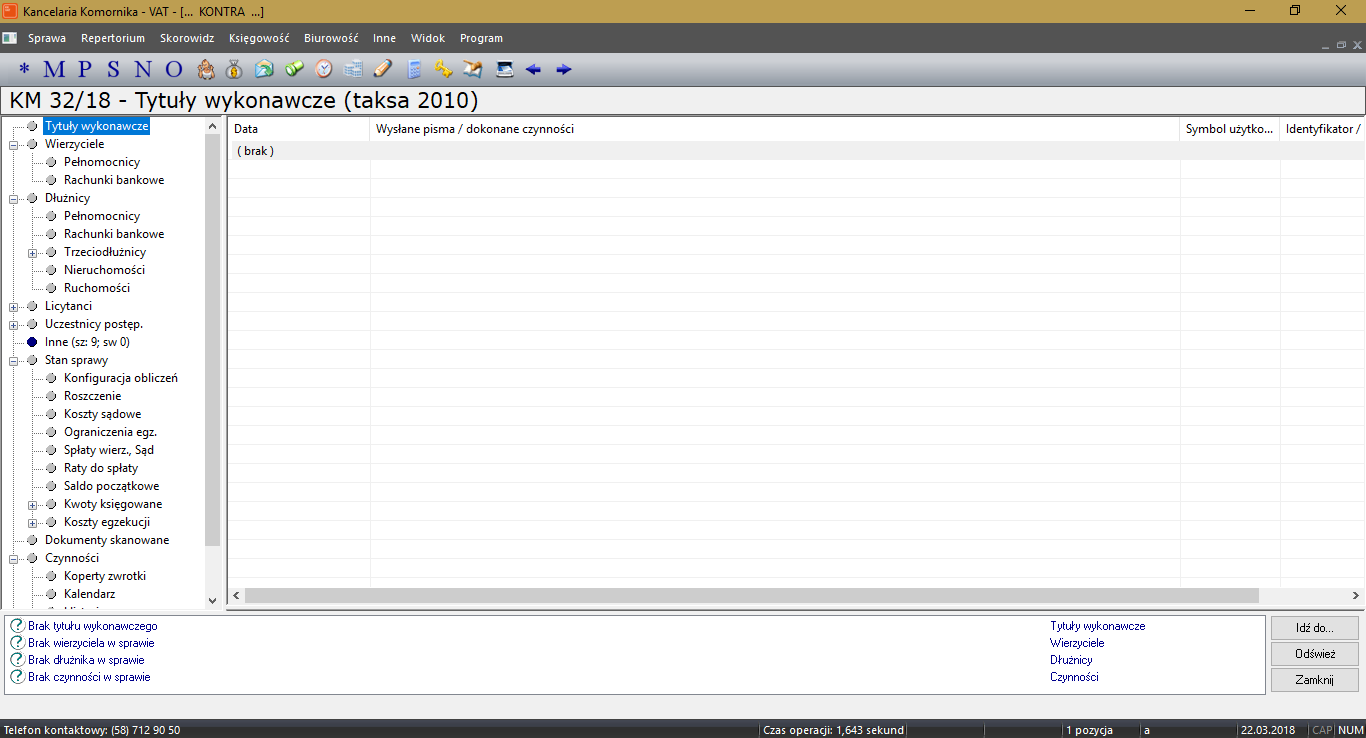 Kancelaria Komornika - VAT - [... KONTRA ...]
Sprawa Repertorium Skorowidz Księgowość Biurowość Inne Widok Program
* M P S N O
KM 32/18 - Tytuły wykonawcze (taksa 2010)
Tytuły wykonawcze
Wierzyciele
Pełnomocnicy
Rachunki bankowe
Dłużnicy
Pełnomocnicy
Rachunki bankowe
Trzeciodłużnicy
Nieruchomości
Ruchomości
Licytanci
Uczestnicy postęp.
Inne (sz: 9; sw 0)
Stan sprawy
Konfiguracja obliczeń
Roszczenie
Koszty sądowe
Ograniczenia egz.
Spłaty wierz., Sąd
Raty do spłaty
Saldo początkowe
Kwoty księgowane
Koszty egzekucji
Dokumenty skanowane
Czynności
Koperty zwrotki
Kalendarz
Data Wysłane pisma / dokonane czynności Symbol użytko... Identyfikator /
( brak )
Brak tytułu wykonawczego Tytuły wykonawcze
Brak wierzyciela w sprawie Wierzyciele
Brak dłużnika w sprawie Dłużnicy
Brak czynności w sprawie Czynności
Idź do...
Odśwież
Zamknij
Telefon kontaktowy: (58) 712 90 50 Czas operacji: 1,643 sekund 1 pozycja a 22.03.2018 CAP NUM